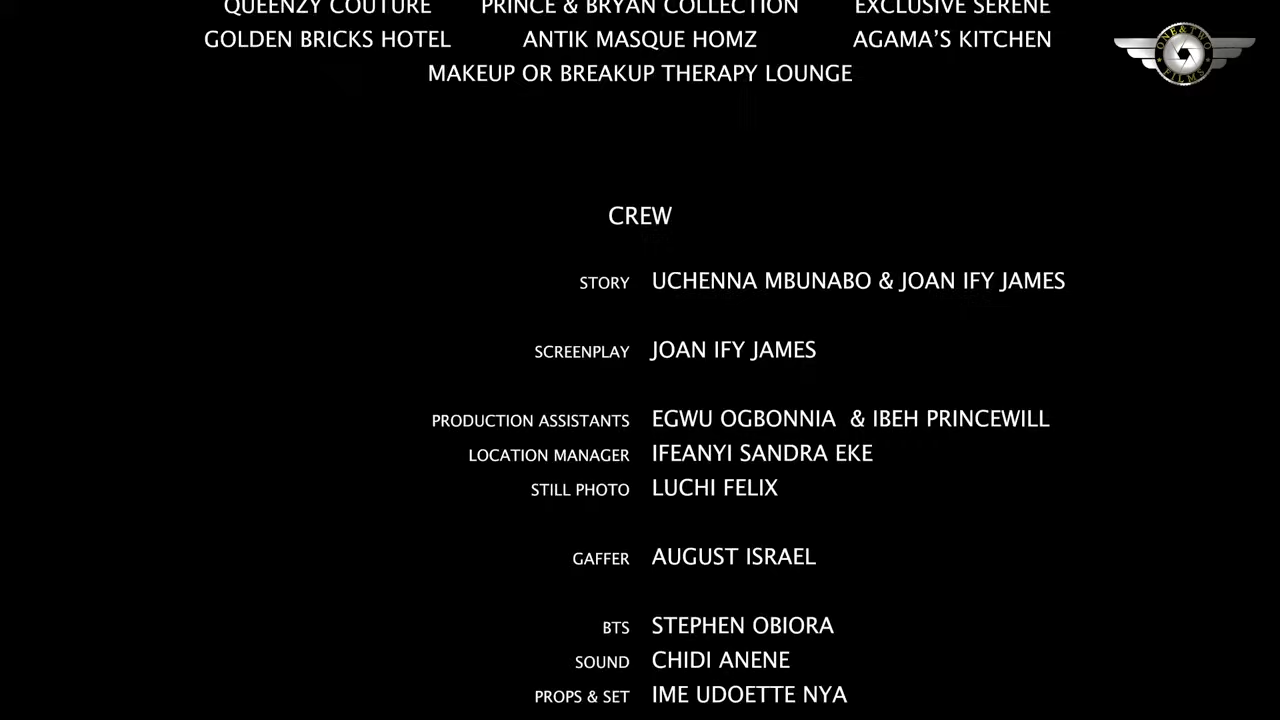 QUEENZY COUTURE PRINCE & BRYAN COLLECTION EXCLUSIVE SERENE
GOLDEN BRICKS HOTEL ANTIK MASQUE HOMZ AGAMA'S KITCHEN
MAKEUP OR BREAKUP THERAPY LOUNGE
ONE&TWO
FILMS
CREW
STORY UCHENNA MBUNABO & JOAN IFY JAMES
SCREENPLAY JOAN IFY JAMES
PRODUCTION ASSISTANTS EGWU OGBONNIA & IBEH PRINCEWILL
LOCATION MANAGER IFEANYI SANDRA EKE
STILL PHOTO LUCHI FELIX
GAFFER AUGUST ISRAEL
BTS STEPHEN OBIORA
SOUND CHIDI ANENE
PROPS & SET IME UDOETTE NYA